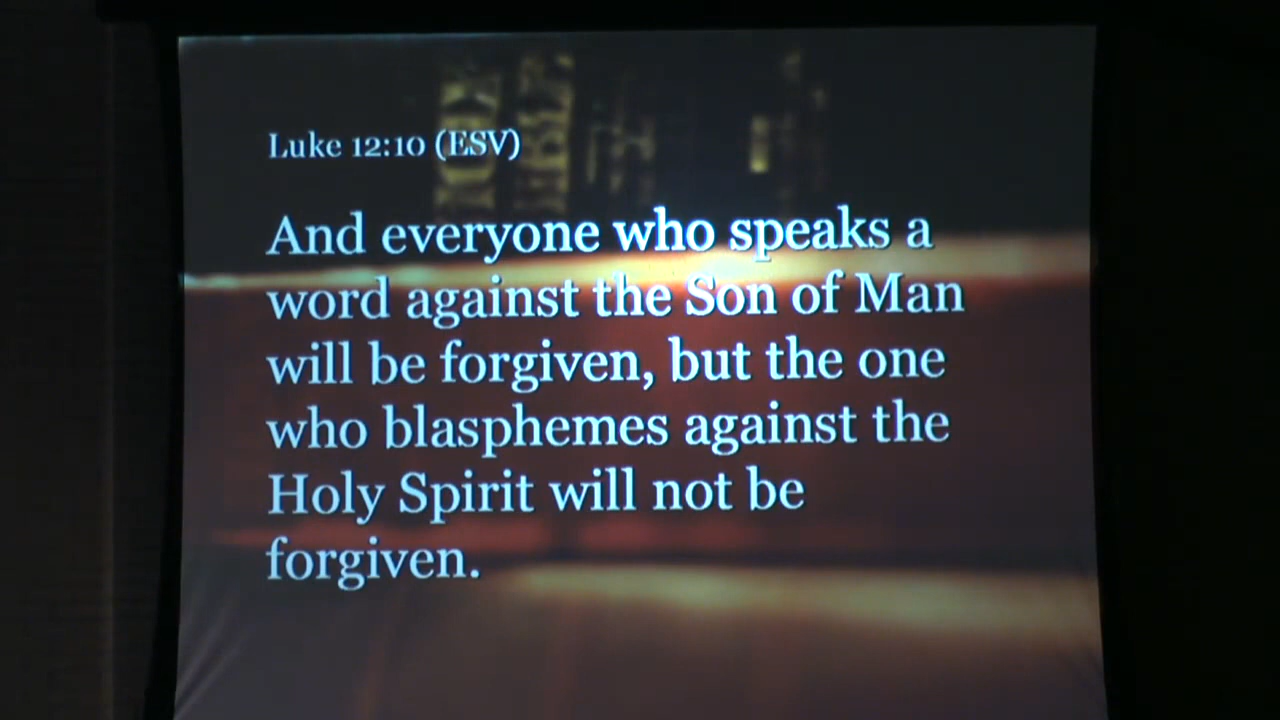 Luke 12:10 (ESV)
And everyone who speaks a
word against the Son of Man
will be forgiven, but the one
who blasphemes against the
Holy Spirit will not be
forgiven.